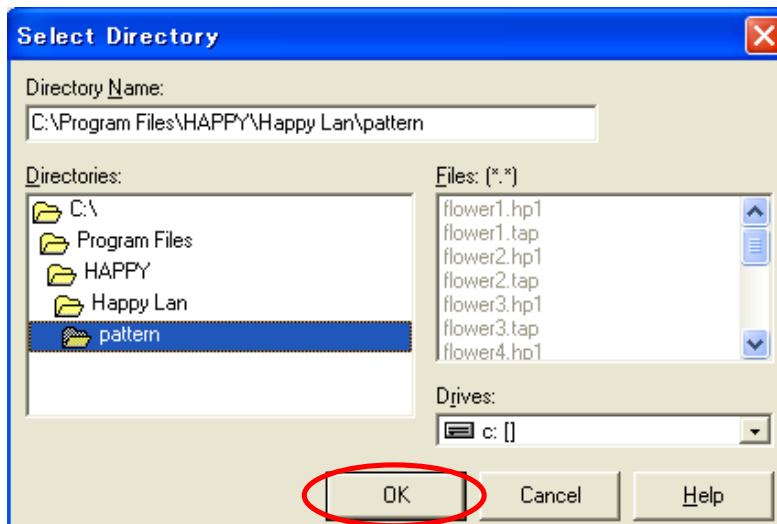 Select Directory
Directory Name:
C:\Program Files\HAPPY\Happy Lan\pattern
Directories:
C:\
Program Files
HAPPY
Happy Lan
pattern
Files: (*.*)
flower1.hp1
flower1.tap
flower2.hp1
flower2.tap
flower3.hp1
flower3.tap
flower4.hp1
Drives:
c: []
OK
Cancel
Help